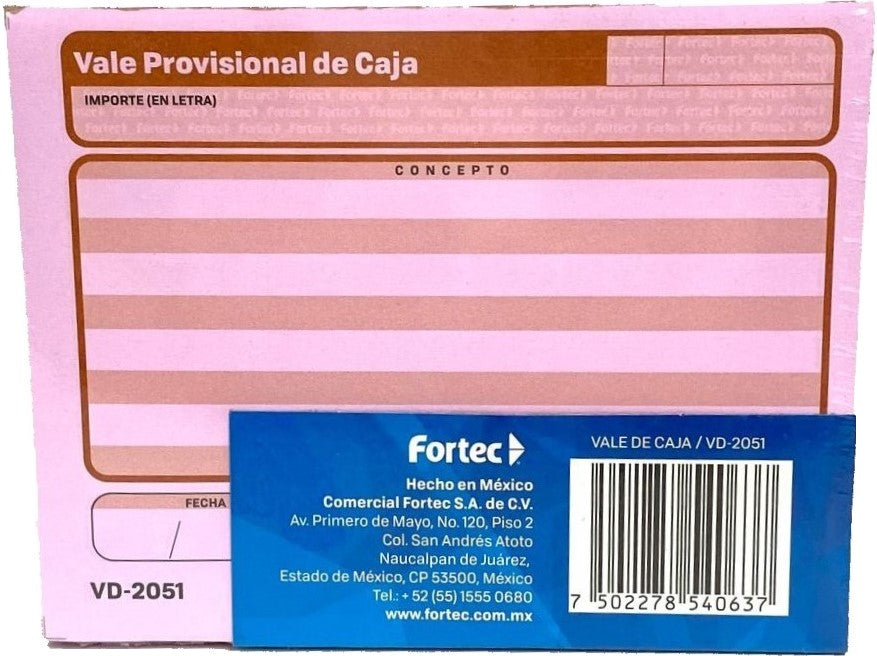 Vale Provisional de Caja
IMPORTE (EN LETRA)
CONCEPTO
FECHA
/
VD-2051
Fortec
Hecho en México
Comercial Fortec S.A. de C.V.
Av. Primero de Mayo, No. 120, Piso 2
Col. San Andrés Atoto
Naucalpan de Juárez,
Estado de México, CP 53500, México
Tel.: + 52 (55) 1555 0680
www.fortec.com.mx
VALE DE CAJA / VD-2051
7 502278 540637